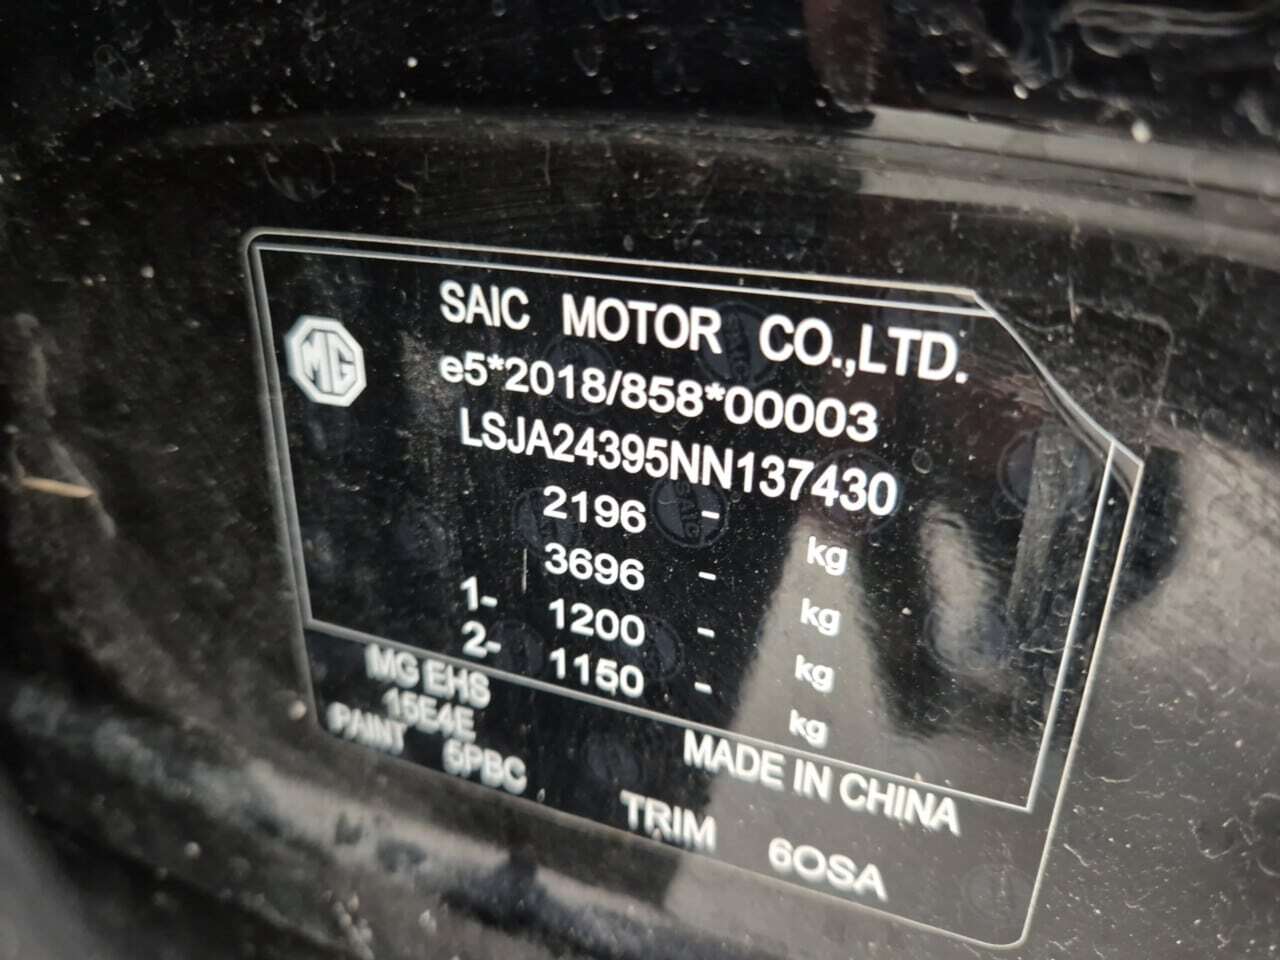 MG
SAIC MOTOR CO.,LTD.
e5*2018/858*00003
LSJA24395NN137430
2196 - kg
3696 - kg
1- 1200 - kg
2- 1150 - kg
MG EHS
15E4E
PAINT 5PBC
MADE IN CHINA
TRIM 6OSA